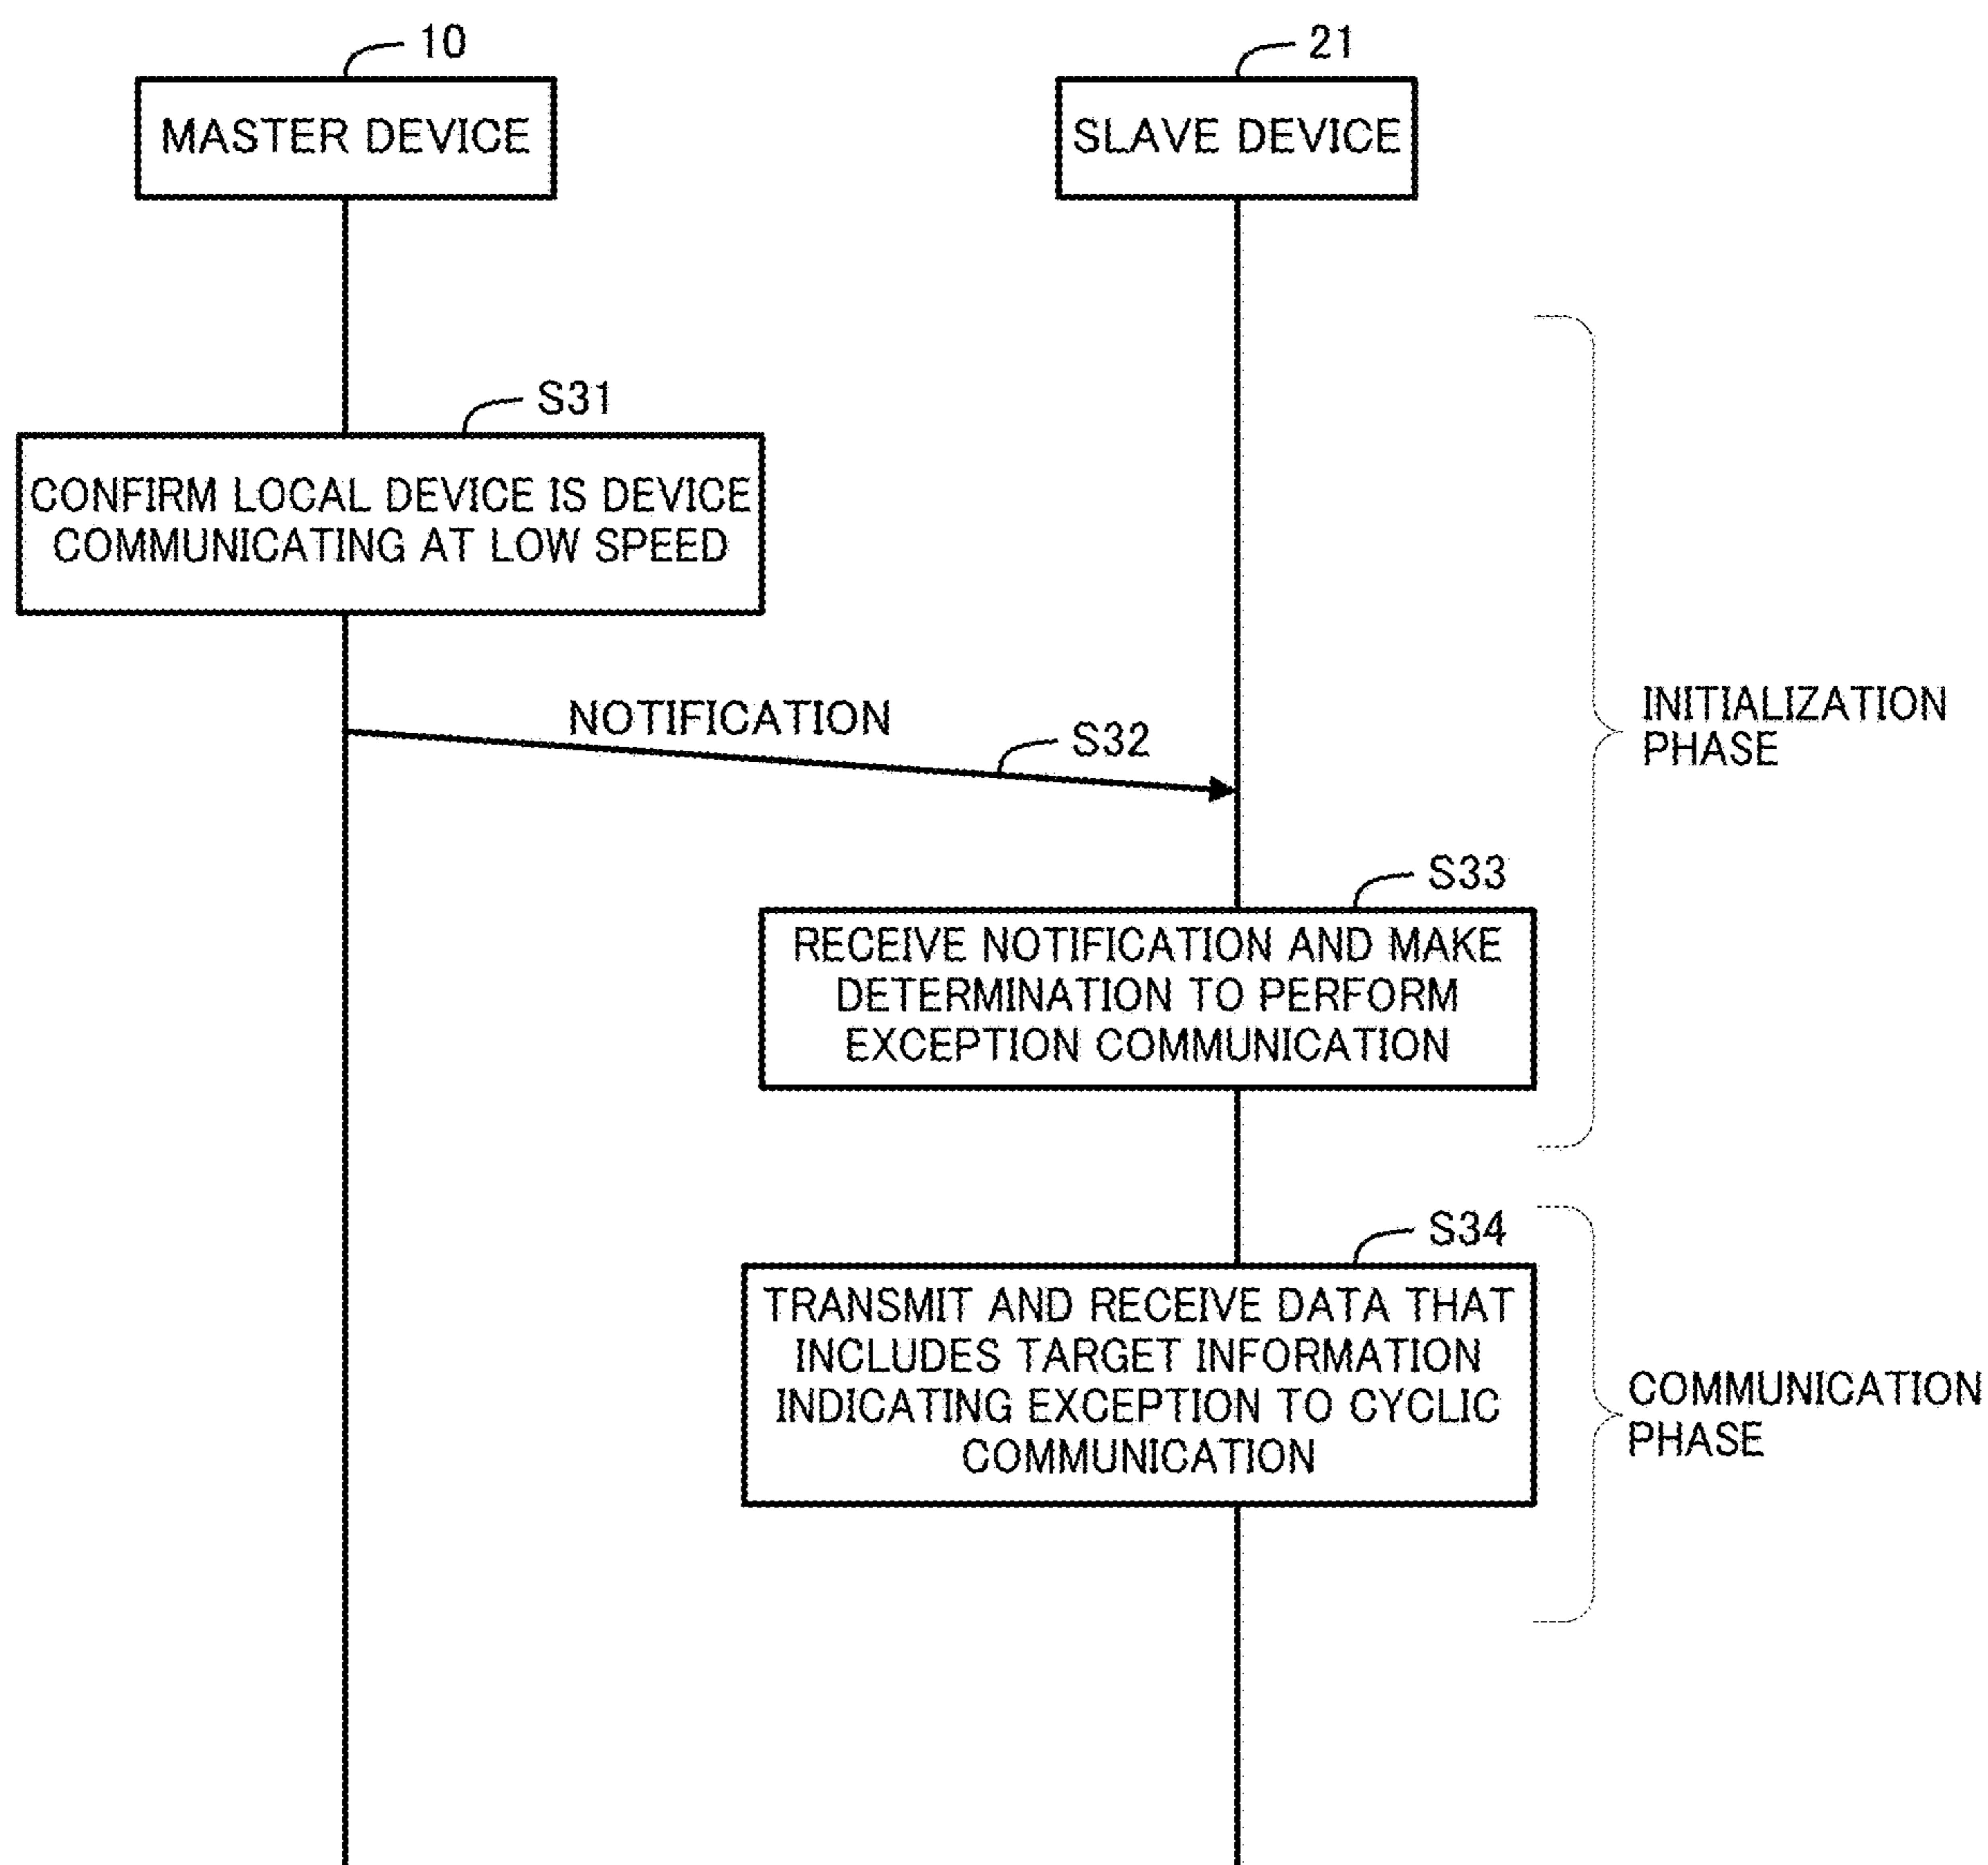 10
21
MASTER DEVICE
SLAVE DEVICE
S31
CONFIRM LOCAL DEVICE IS DEVICE
COMMUNICATING AT LOW SPEED
NOTIFICATION
S32
INITIALIZATION
PHASE
S33
RECEIVE NOTIFICATION AND MAKE
DETERMINATION TO PERFORM
EXCEPTION COMMUNICATION
S34
TRANSMIT AND RECEIVE DATA THAT
INCLUDES TARGET INFORMATION
INDICATING EXCEPTION TO CYCLIC
COMMUNICATION
COMMUNICATION
PHASE